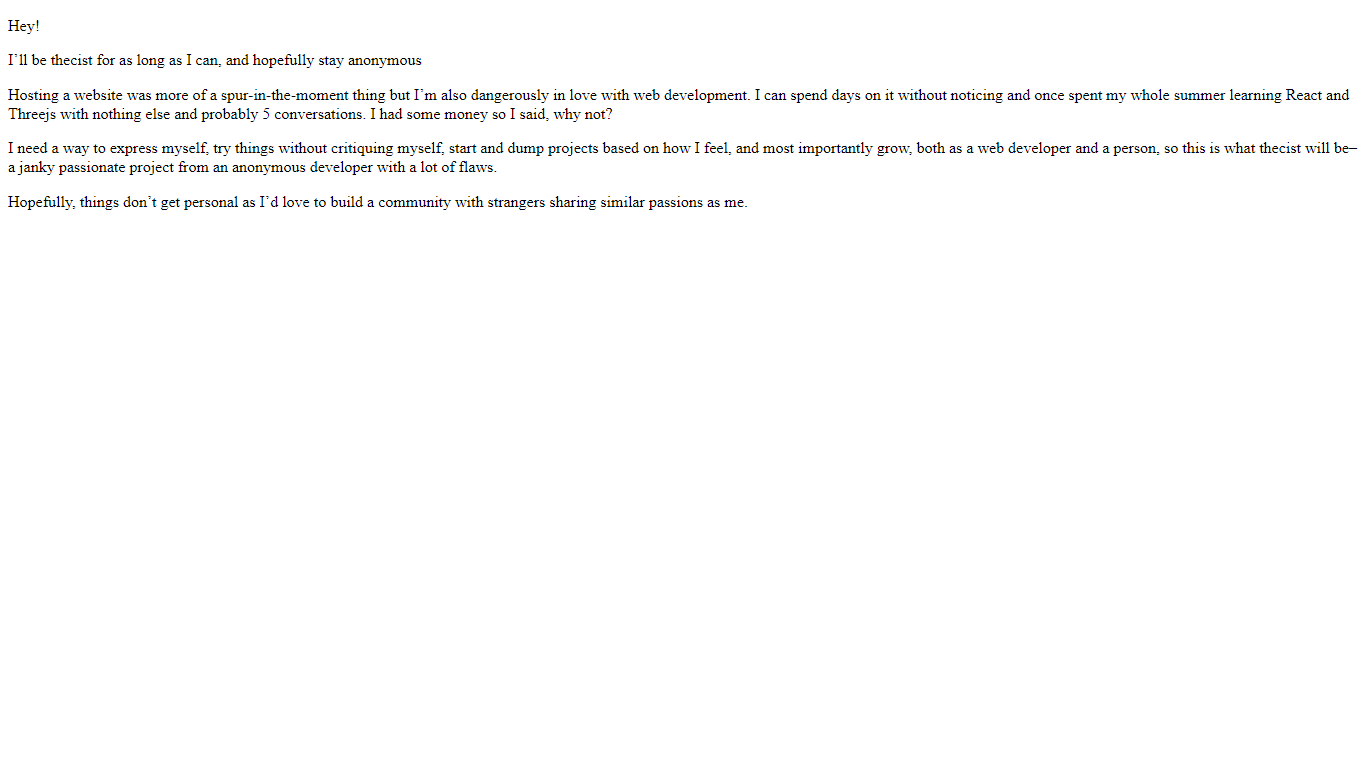 Hey!
I'll be thecist for as long as I can, and hopefully stay anonymous
Hosting a website was more of a spur-in-the-moment thing but I'm also dangerously in love with web development. I can spend days on it without noticing and once spent my whole summer learning React and
Threejs with nothing else and probably 5 conversations. I had some money so I said, why not?
I need a way to express myself, try things without critiquing myself, start and dump projects based on how I feel, and most importantly grow, both as a web developer and a person, so this is what thecist will be–
a janky passionate project from an anonymous developer with a lot of flaws.
Hopefully, things don't get personal as I'd love to build a community with strangers sharing similar passions as me.